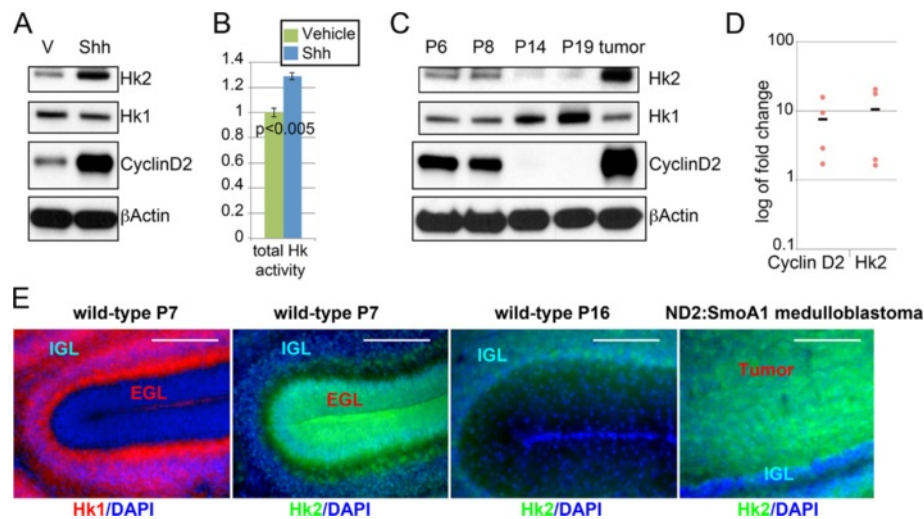 A
V Shh
Hk2
Hk1
CyclinD2
βActin
B
Vehicle
Shh
1.4
1.2
1
0.8
0.6
0.4
0.2
0
p<0.005
total Hk
activity
C
P6 P8 P14 P19 tumor
Hk2
Hk1
CyclinD2
βActin
D
log of fold change
100
10
1
0.1
Cyclin D2 Hk2
E
wild-type P7 wild-type P7 wild-type P16 ND2:SmoA1 medulloblastoma
IGL
EGL
Hk1/DAPI
IGL
EGL
Hk2/DAPI
IGL
Hk2/DAPI
Tumor
IGL
Hk2/DAPI